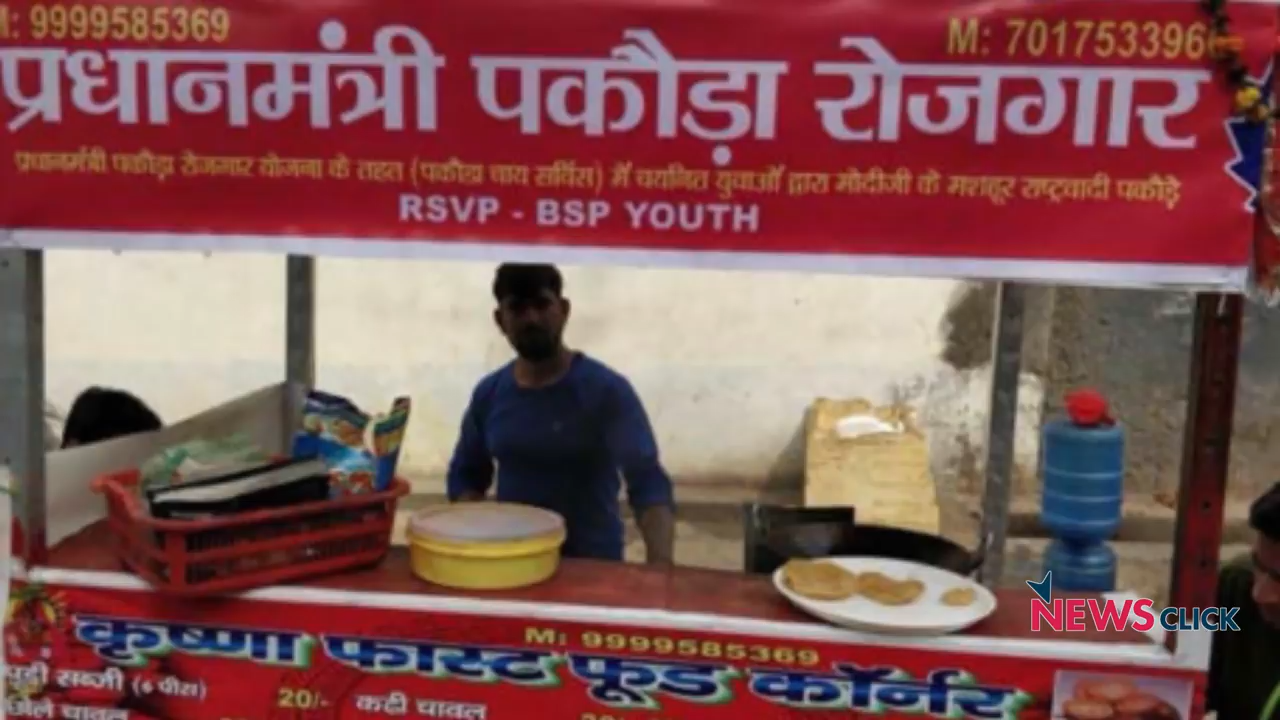 M: 9999585369 M: 701753396
प्रधानमंत्री पकौड़ा रोजगार
प्रधानमंत्री पकौड़ा रोजगार योजना के तहत (पकौड़ा चाय सर्विस) में चयनित युवाओं द्वारा मोदीजी के मशहूर राष्ट्रवादी पकौड़े
RSVP - BSP YOUTH
NEWS CLICK
M: 9999585369
कृष्णा फास्ट फूड कॉर्नर
सब्जी (6 पीस) 20/- कढी चावल
छोले चावल